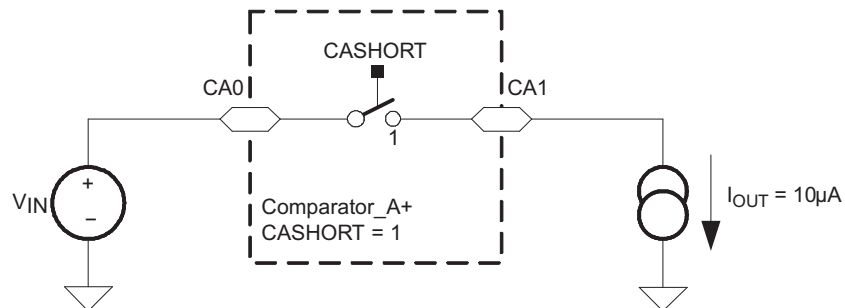 CASHORT
CA0
CA1
1
VIN
+
−
Comparator_A+
CASHORT = 1
IOUT = 10µA